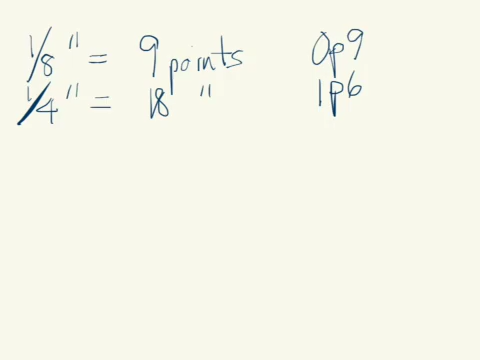 1/8 " = 9 points 0p9
1/4 " = 18 " 1p6